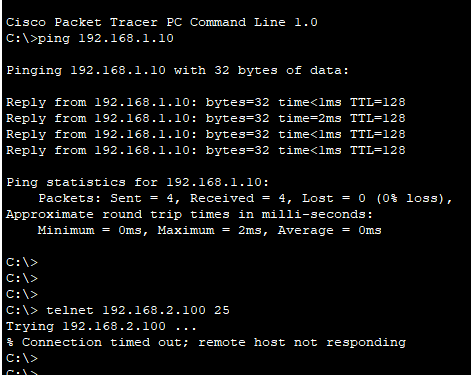 Cisco Packet Tracer PC Command Line 1.0
C:\>ping 192.168.1.10
Pinging 192.168.1.10 with 32 bytes of data:
Reply from 192.168.1.10: bytes=32 time<1ms TTL=128
Reply from 192.168.1.10: bytes=32 time=2ms TTL=128
Reply from 192.168.1.10: bytes=32 time<1ms TTL=128
Reply from 192.168.1.10: bytes=32 time<1ms TTL=128
Ping statistics for 192.168.1.10:
Packets: Sent = 4, Received = 4, Lost = 0 (0% loss),
Approximate round trip times in milli-seconds:
Minimum = 0ms, Maximum = 2ms, Average = 0ms
C:\>
C:\>
C:\>
C:\> telnet 192.168.2.100 25
Trying 192.168.2.100 ...
% Connection timed out; remote host not responding
C:\>
C:\>